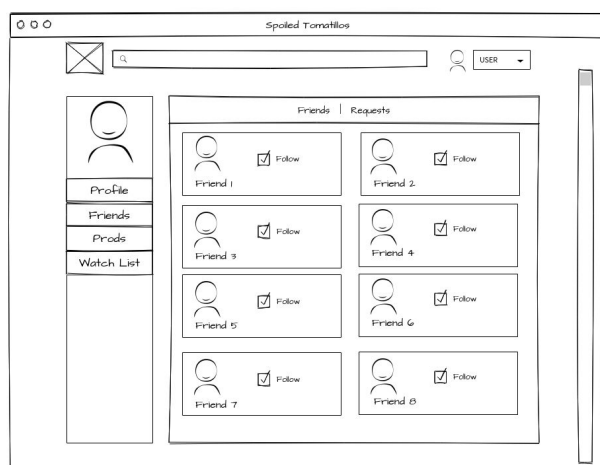 Spoiled Tomatillos
USER
Friends | Requests
Profile
Friends
Prods
Watch List
Follow
Friend 1
Follow
Friend 2
Follow
Friend 3
Follow
Friend 4
Follow
Friend 5
Follow
Friend 6
Follow
Friend 7
Follow
Friend 8